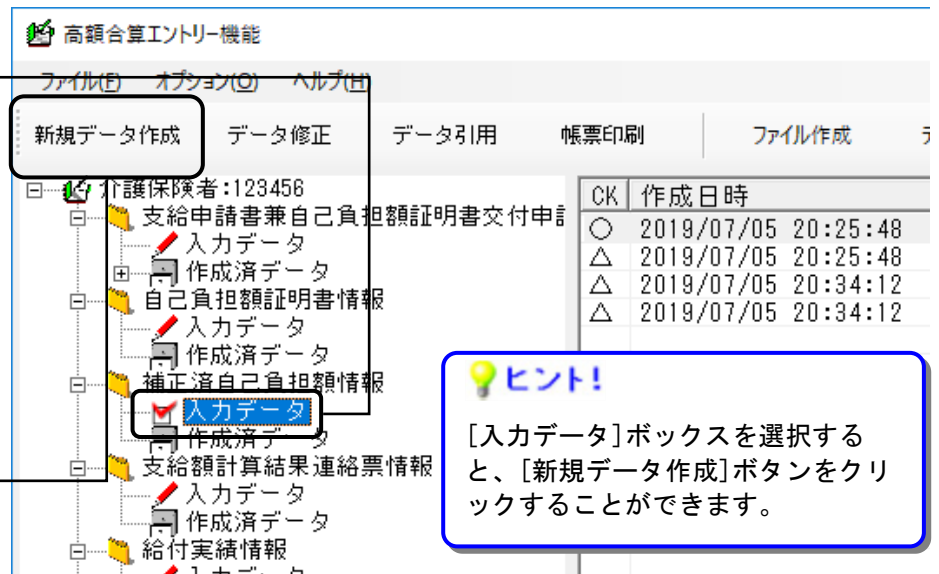 高額合算エントリー機能
ファイル(F) オプション(O) ヘルプ(H)
新規データ作成 データ修正 データ引用 帳票印刷 ファイル作成
介護保険者:123456
支給申請書兼自己負担額証明書交付申請
入力データ
作成済データ
自己負担額証明書情報
入力データ
作成済データ
補正済自己負担額情報
入力データ
作成済データ
支給額計算結果連絡票情報
入力データ
作成済データ
給付実績情報
入力データ
CK 作成日時
○ 2019/07/05 20:25:48
△ 2019/07/05 20:25:48
△ 2019/07/05 20:34:12
△ 2019/07/05 20:34:12
ヒント!
[入力データ]ボックスを選択する
と、[新規データ作成]ボタンをクリ
ックすることができます。